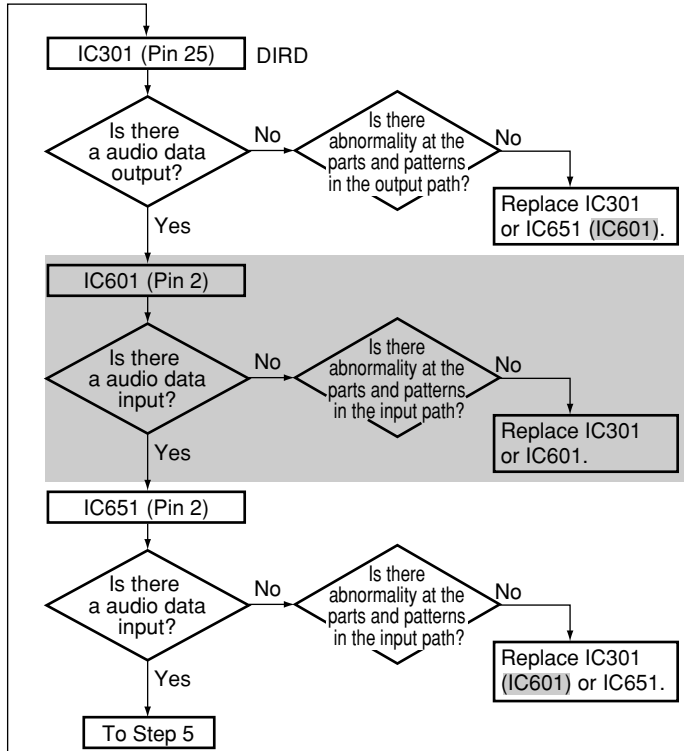 IC301 (Pin 25)
DIRD
Is there
a audio data
output?
No
Is there
abnormality at the
parts and patterns
in the output path?
No
Replace IC301
or IC651 (IC601).
Yes
IC601 (Pin 2)
Is there
a audio data
input?
No
Is there
abnormality at the
parts and patterns
in the input path?
No
Replace IC301
or IC601.
Yes
IC651 (Pin 2)
Is there
a audio data
input?
No
Is there
abnormality at the
parts and patterns
in the input path?
No
Replace IC301
(IC601) or IC651.
Yes
To Step 5